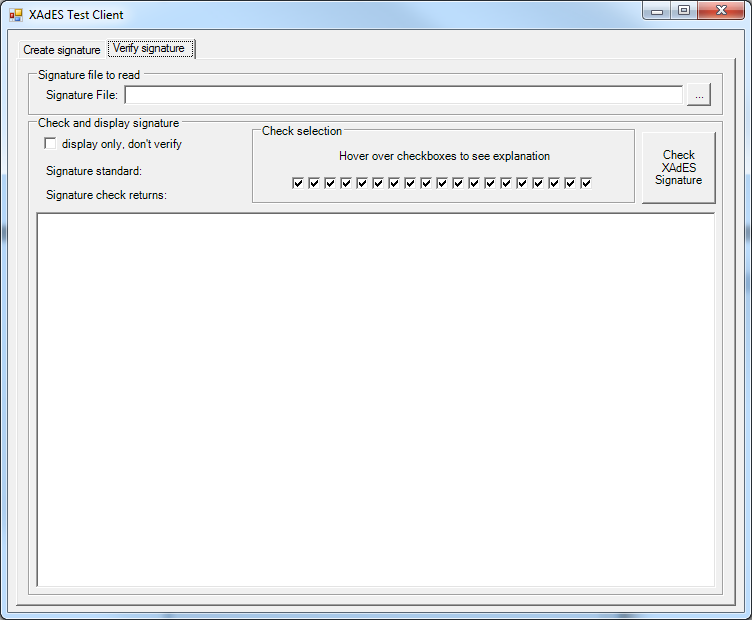 XAdES Test Client
Create signature
Verify signature
Signature file to read
Signature File:
...
Check and display signature
display only, don't verify
Signature standard:
Signature check returns:
Check selection
Hover over checkboxes to see explanation
Check
XAdES
Signature